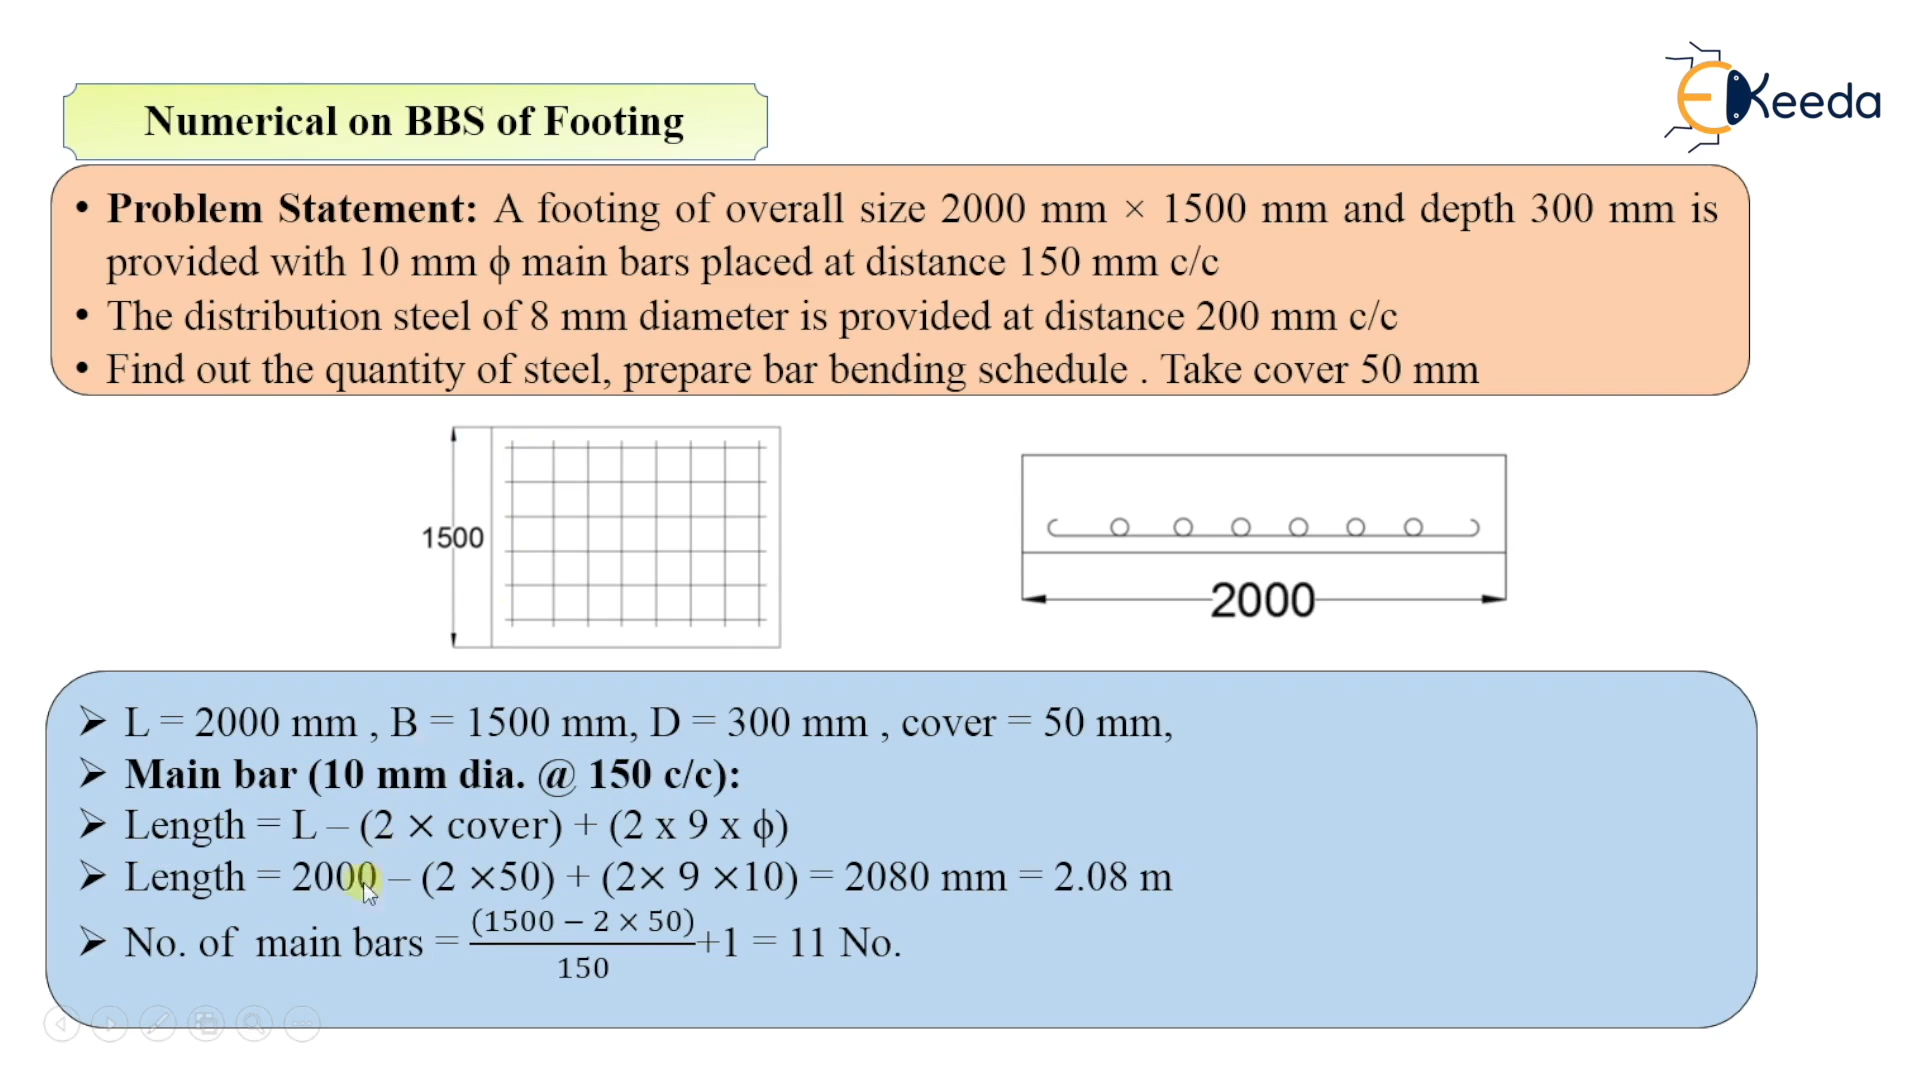 EKeeda
Numerical on BBS of Footing
• Problem Statement: A footing of overall size 2000 mm × 1500 mm and depth 300 mm is
provided with 10 mm ϕ main bars placed at distance 150 mm c/c
• The distribution steel of 8 mm diameter is provided at distance 200 mm c/c
• Find out the quantity of steel, prepare bar bending schedule . Take cover 50 mm
1500
2000
➤ L = 2000 mm , B = 1500 mm, D = 300 mm , cover = 50 mm,
➤ Main bar (10 mm dia. @ 150 c/c):
➤ Length = L – (2 × cover) + (2 x 9 x ϕ)
➤ Length = 2000 – (2 ×50) + (2× 9 ×10) = 2080 mm = 2.08 m
➤ No. of main bars = (1500 − 2 × 50)/150 +1 = 11 No.